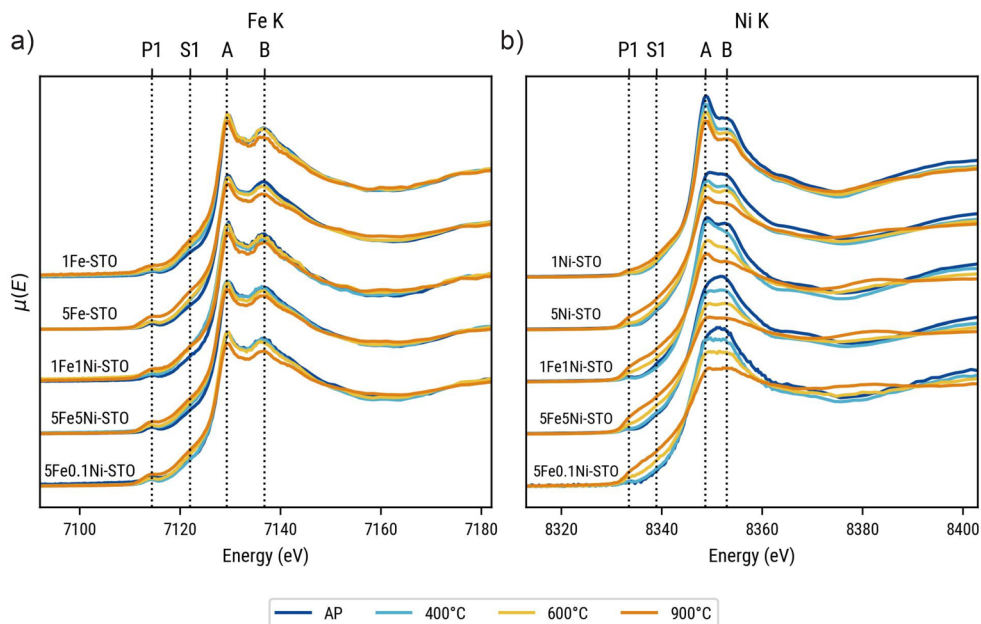 Fe K
Ni K
a)
P1 S1 A B
b)
P1 S1 A B
μ(E)
1Fe-STO
5Fe-STO
1Fe1Ni-STO
5Fe5Ni-STO
5Fe0.1Ni-STO
1Ni-STO
5Ni-STO
1Fe1Ni-STO
5Fe5Ni-STO
5Fe0.1Ni-STO
7100 7120 7140 7160 7180
8320 8340 8360 8380 8400
Energy (eV)
Energy (eV)
AP 400°C 600°C 900°C